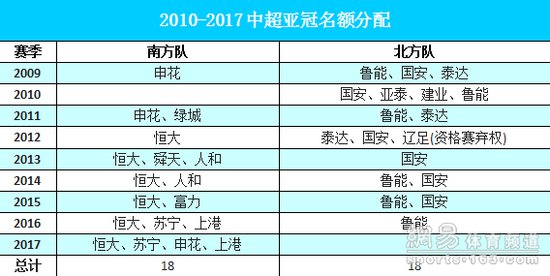 2010-2017中超亚冠名额分配
赛季 南方队 北方队
2009 申花 鲁能、国安、泰达
2010 国安、亚泰、建业、鲁能
2011 申花、绿城 鲁能、泰达
2012 恒大 泰达、国安、辽足(资格赛弃权)
2013 恒大、舜天、人和 国安
2014 恒大、人和 鲁能、国安
2015 恒大、富力 鲁能、国安
2016 恒大、苏宁、上港 鲁能
2017 恒大、苏宁、申花、上港
总计 18 18
网易 体育频道
sports.163.com